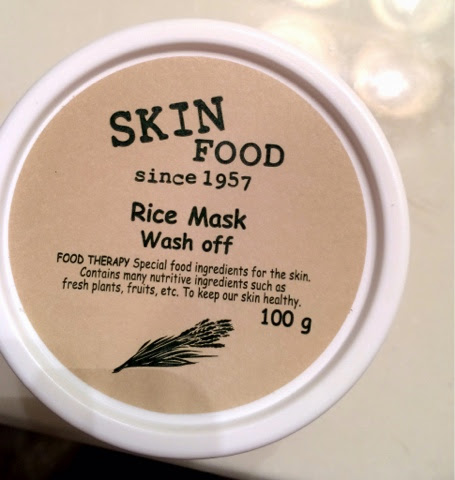 SKIN
FOOD
since 1957
Rice Mask
Wash off
FOOD THERAPY Special food ingredients for the skin.
Contains many nutritive ingredients such as
fresh plants, fruits, etc. To keep our skin healthy.
100 g